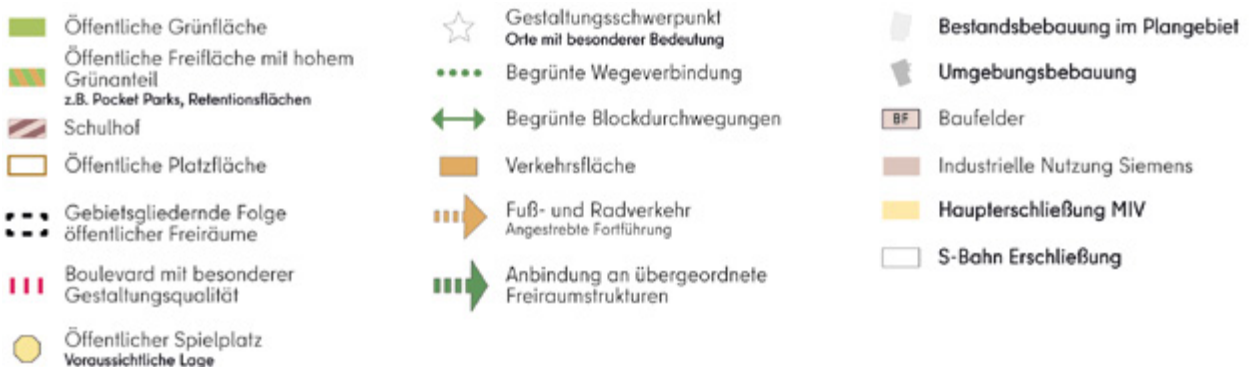 Öffentliche Grünfläche
Öffentliche Freifläche mit hohem
Grünanteil
z.B. Pocket Parks, Retentionsflächen
Schulhof
Öffentliche Platzfläche
Gebietsgliedernde Folge
öffentlicher Freiräume
Boulevard mit besonderer
Gestaltungsqualität
Öffentlicher Spielplatz
Voraussichtliche Lage
Gestaltungsschwerpunkt
Orte mit besonderer Bedeutung
Begrünte Wegeverbindung
Begrünte Blockdurchwegungen
Verkehrsfläche
Fuß- und Radverkehr
Angestrebte Fortführung
Anbindung an übergeordnete
Freiraumstrukturen
Bestandsbebauung im Plangebiet
Umgebungsbebauung
BF Baufelder
Industrielle Nutzung Siemens
Haupterschließung MIV
S-Bahn Erschließung